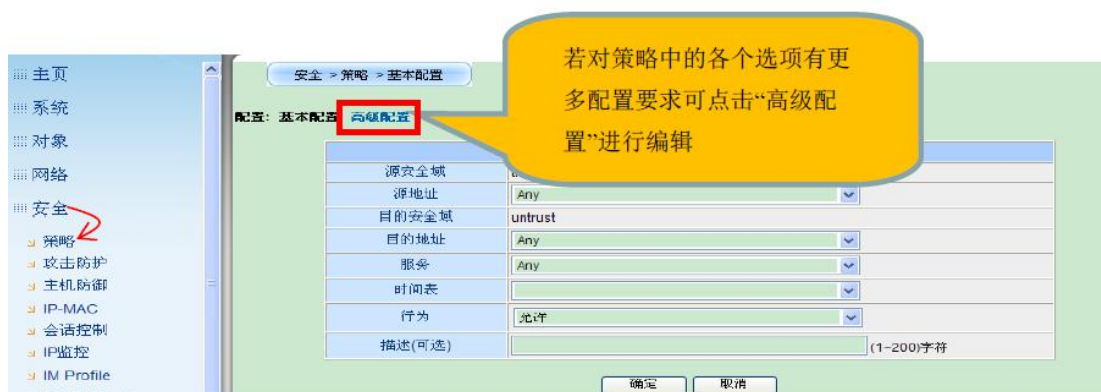 若对策略中的各个选项有更
多配置要求可点击“高级配
置”进行编辑
主页
系统
对象
网络
安全
策略
攻击防护
主机防御
IP-MAC
会话控制
IP监控
IM Profile
安全 > 策略 > 基本配置
配置: 基本配置 高级配置
源安全域
源地址 Any
目的安全域 untrust
目的地址 Any
服务 Any
时间表
行为 允许
描述(可选) (1~200)字符
确定 取消